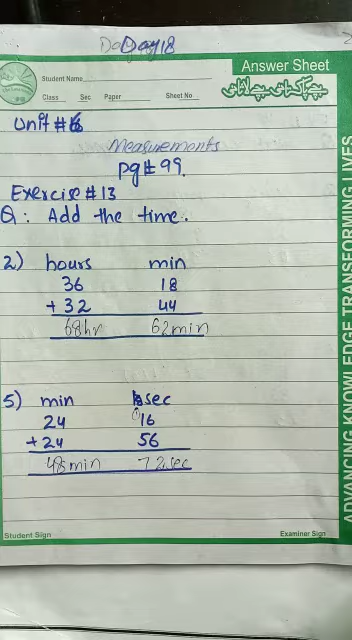 Day 18
Answer Sheet
Student Name
Class Sec Paper Sheet No
Unit #6
Measurements
pg# 99.
Exercise # 13
Q: Add the time.
2) hours min
36 18
+ 32 44
68hr 62min
5) min sec
24 16
+ 24 56
48min 72sec
Student Sign Examiner Sign
ADVANCING KNOWLEDGE TRANSFORMING LIVES